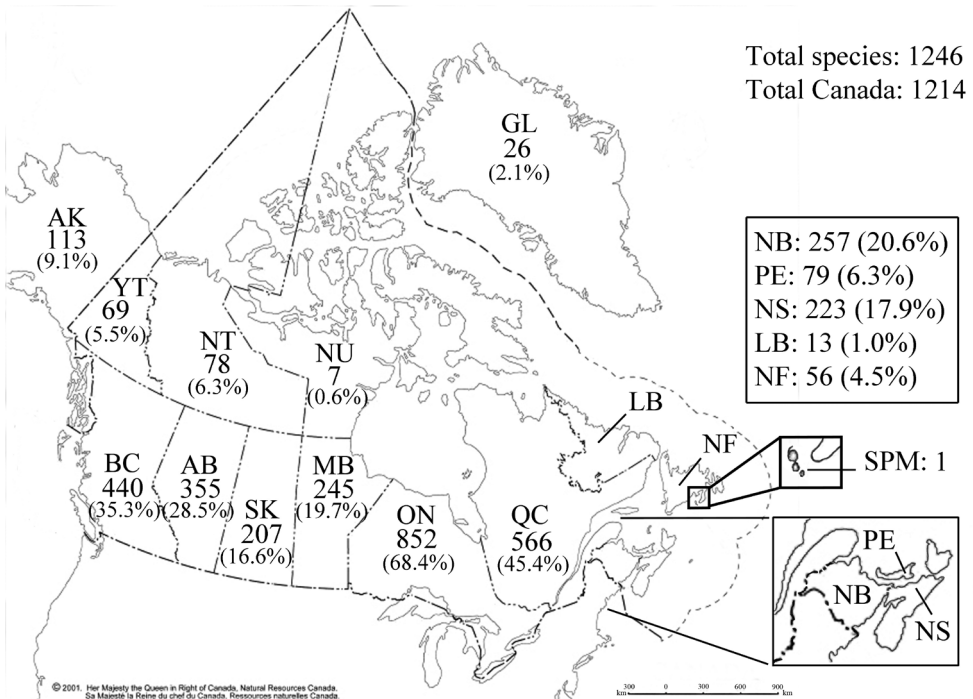 Total species: 1246
Total Canada: 1214
GL
26
(2.1%)
AK
113
(9.1%)
YT
69
(5.5%)
NT
78
(6.3%)
NU
7
(0.6%)
NB: 257 (20.6%)
PE: 79 (6.3%)
NS: 223 (17.9%)
LB: 13 (1.0%)
NF: 56 (4.5%)
LB
NF
SPM: 1
BC
440
(35.3%)
AB
355
(28.5%)
SK
207
(16.6%)
MB
245
(19.7%)
ON
852
(68.4%)
QC
566
(45.4%)
PE
NB
NS
© 2001. Her Majesty the Queen in Right of Canada, Natural Resources Canada.
Sa Majesté la Reine du chef du Canada, Ressources naturelles Canada.
300 0 300 600 900
km km